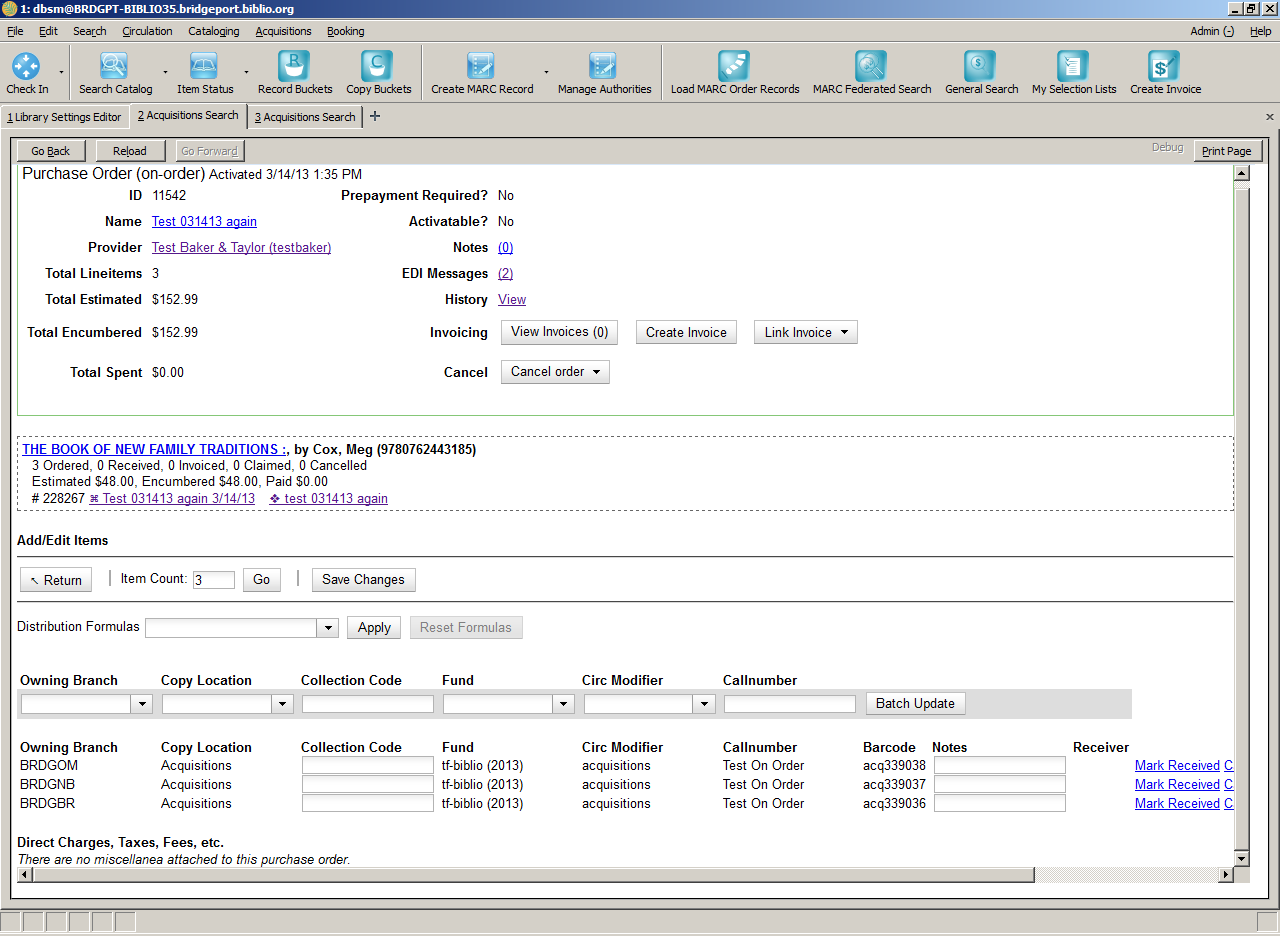 1: dbsm@BRDGPT-BIBLIO35.bridgeport.biblio.org
File Edit Search Circulation Cataloging Acquisitions Booking Admin (-) Help
Check In Search Catalog Item Status Record Buckets Copy Buckets Create MARC Record Manage Authorities Load MARC Order Records MARC Federated Search General Search My Selection Lists Create Invoice
1 Library Settings Editor 2 Acquisitions Search 3 Acquisitions Search
Go Back Reload Go Forward Debug Print Page
Purchase Order (on-order) Activated 3/14/13 1:35 PM
ID 11542 Prepayment Required? No
Name Test 031413 again Activatable? No
Provider Test Baker & Taylor (testbaker) Notes (0)
Total Lineitems 3 EDI Messages (2)
Total Estimated $152.99 History View
Total Encumbered $152.99 Invoicing View Invoices (0) Create Invoice Link Invoice
Total Spent $0.00 Cancel Cancel order
THE BOOK OF NEW FAMILY TRADITIONS :, by Cox, Meg (9780762443185)
3 Ordered, 0 Received, 0 Invoiced, 0 Claimed, 0 Cancelled
Estimated $48.00, Encumbered $48.00, Paid $0.00
# 228267 ⌘ Test 031413 again 3/14/13 ❖ test 031413 again
Add/Edit Items
↖ Return | Item Count: 3 Go | Save Changes
Distribution Formulas Apply Reset Formulas
Owning Branch Copy Location Collection Code Fund Circ Modifier Callnumber
Batch Update
Owning Branch Copy Location Collection Code Fund Circ Modifier Callnumber Barcode Notes Receiver
BRDGOM Acquisitions tf-biblio (2013) acquisitions Test On Order acq339038 Mark Received
BRDGNB Acquisitions tf-biblio (2013) acquisitions Test On Order acq339037 Mark Received
BRDGBR Acquisitions tf-biblio (2013) acquisitions Test On Order acq339036 Mark Received
Direct Charges, Taxes, Fees, etc.
There are no miscellanea attached to this purchase order.